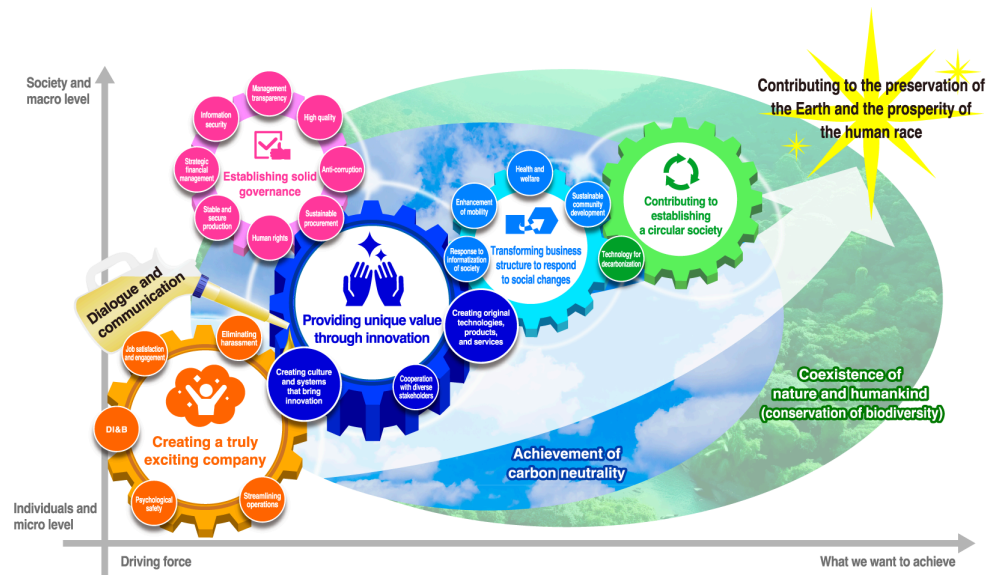 Society and
macro level
Management
transparency
Information
security
High quality
Strategic
financial
management
Anti-corruption
Establishing solid
governance
Stable and
secure
production
Sustainable
procurement
Human rights
Contributing to the preservation of
the Earth and the prosperity of
the human race
Health and
welfare
Enhancement
of mobility
Sustainable
community
development
Response to
informatization
of society
Transforming business
structure to respond
to social changes
Contributing to
establishing
a circular society
Technology for
decarbonization
Dialogue and
communication
Providing unique value
through innovation
Creating original
technologies,
products,
and services
Creating culture
and systems
that bring
innovation
Cooperation
with diverse
stakeholders
Job satisfaction
and engagement
Eliminating
harassment
DI&B
Creating a truly
exciting company
Psychological
safety
Streamlining
operations
Achievement of
carbon neutrality
Coexistence of
nature and humankind
(conservation of biodiversity)
Individuals and
micro level
Driving force
What we want to achieve